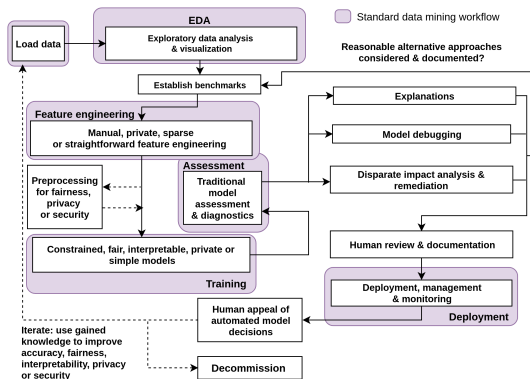 EDA
Standard data mining workflow
Load data
Exploratory data analysis
& visualization
Reasonable alternative approaches
considered & documented?
Establish benchmarks
Explanations
Feature engineering
Manual, private, sparse
or straightforward feature engineering
Model debugging
Assessment
Traditional
model
assessment
& diagnostics
Preprocessing
for fairness,
privacy
or security
Disparate impact analysis &
remediation
Constrained, fair, interpretable, private or
simple models
Training
Human review & documentation
Deployment, management
& monitoring
Deployment
Human appeal of
automated model
decisions
Iterate: use gained
knowledge to improve
accuracy, fairness,
interpretability, privacy
or security
Decommission